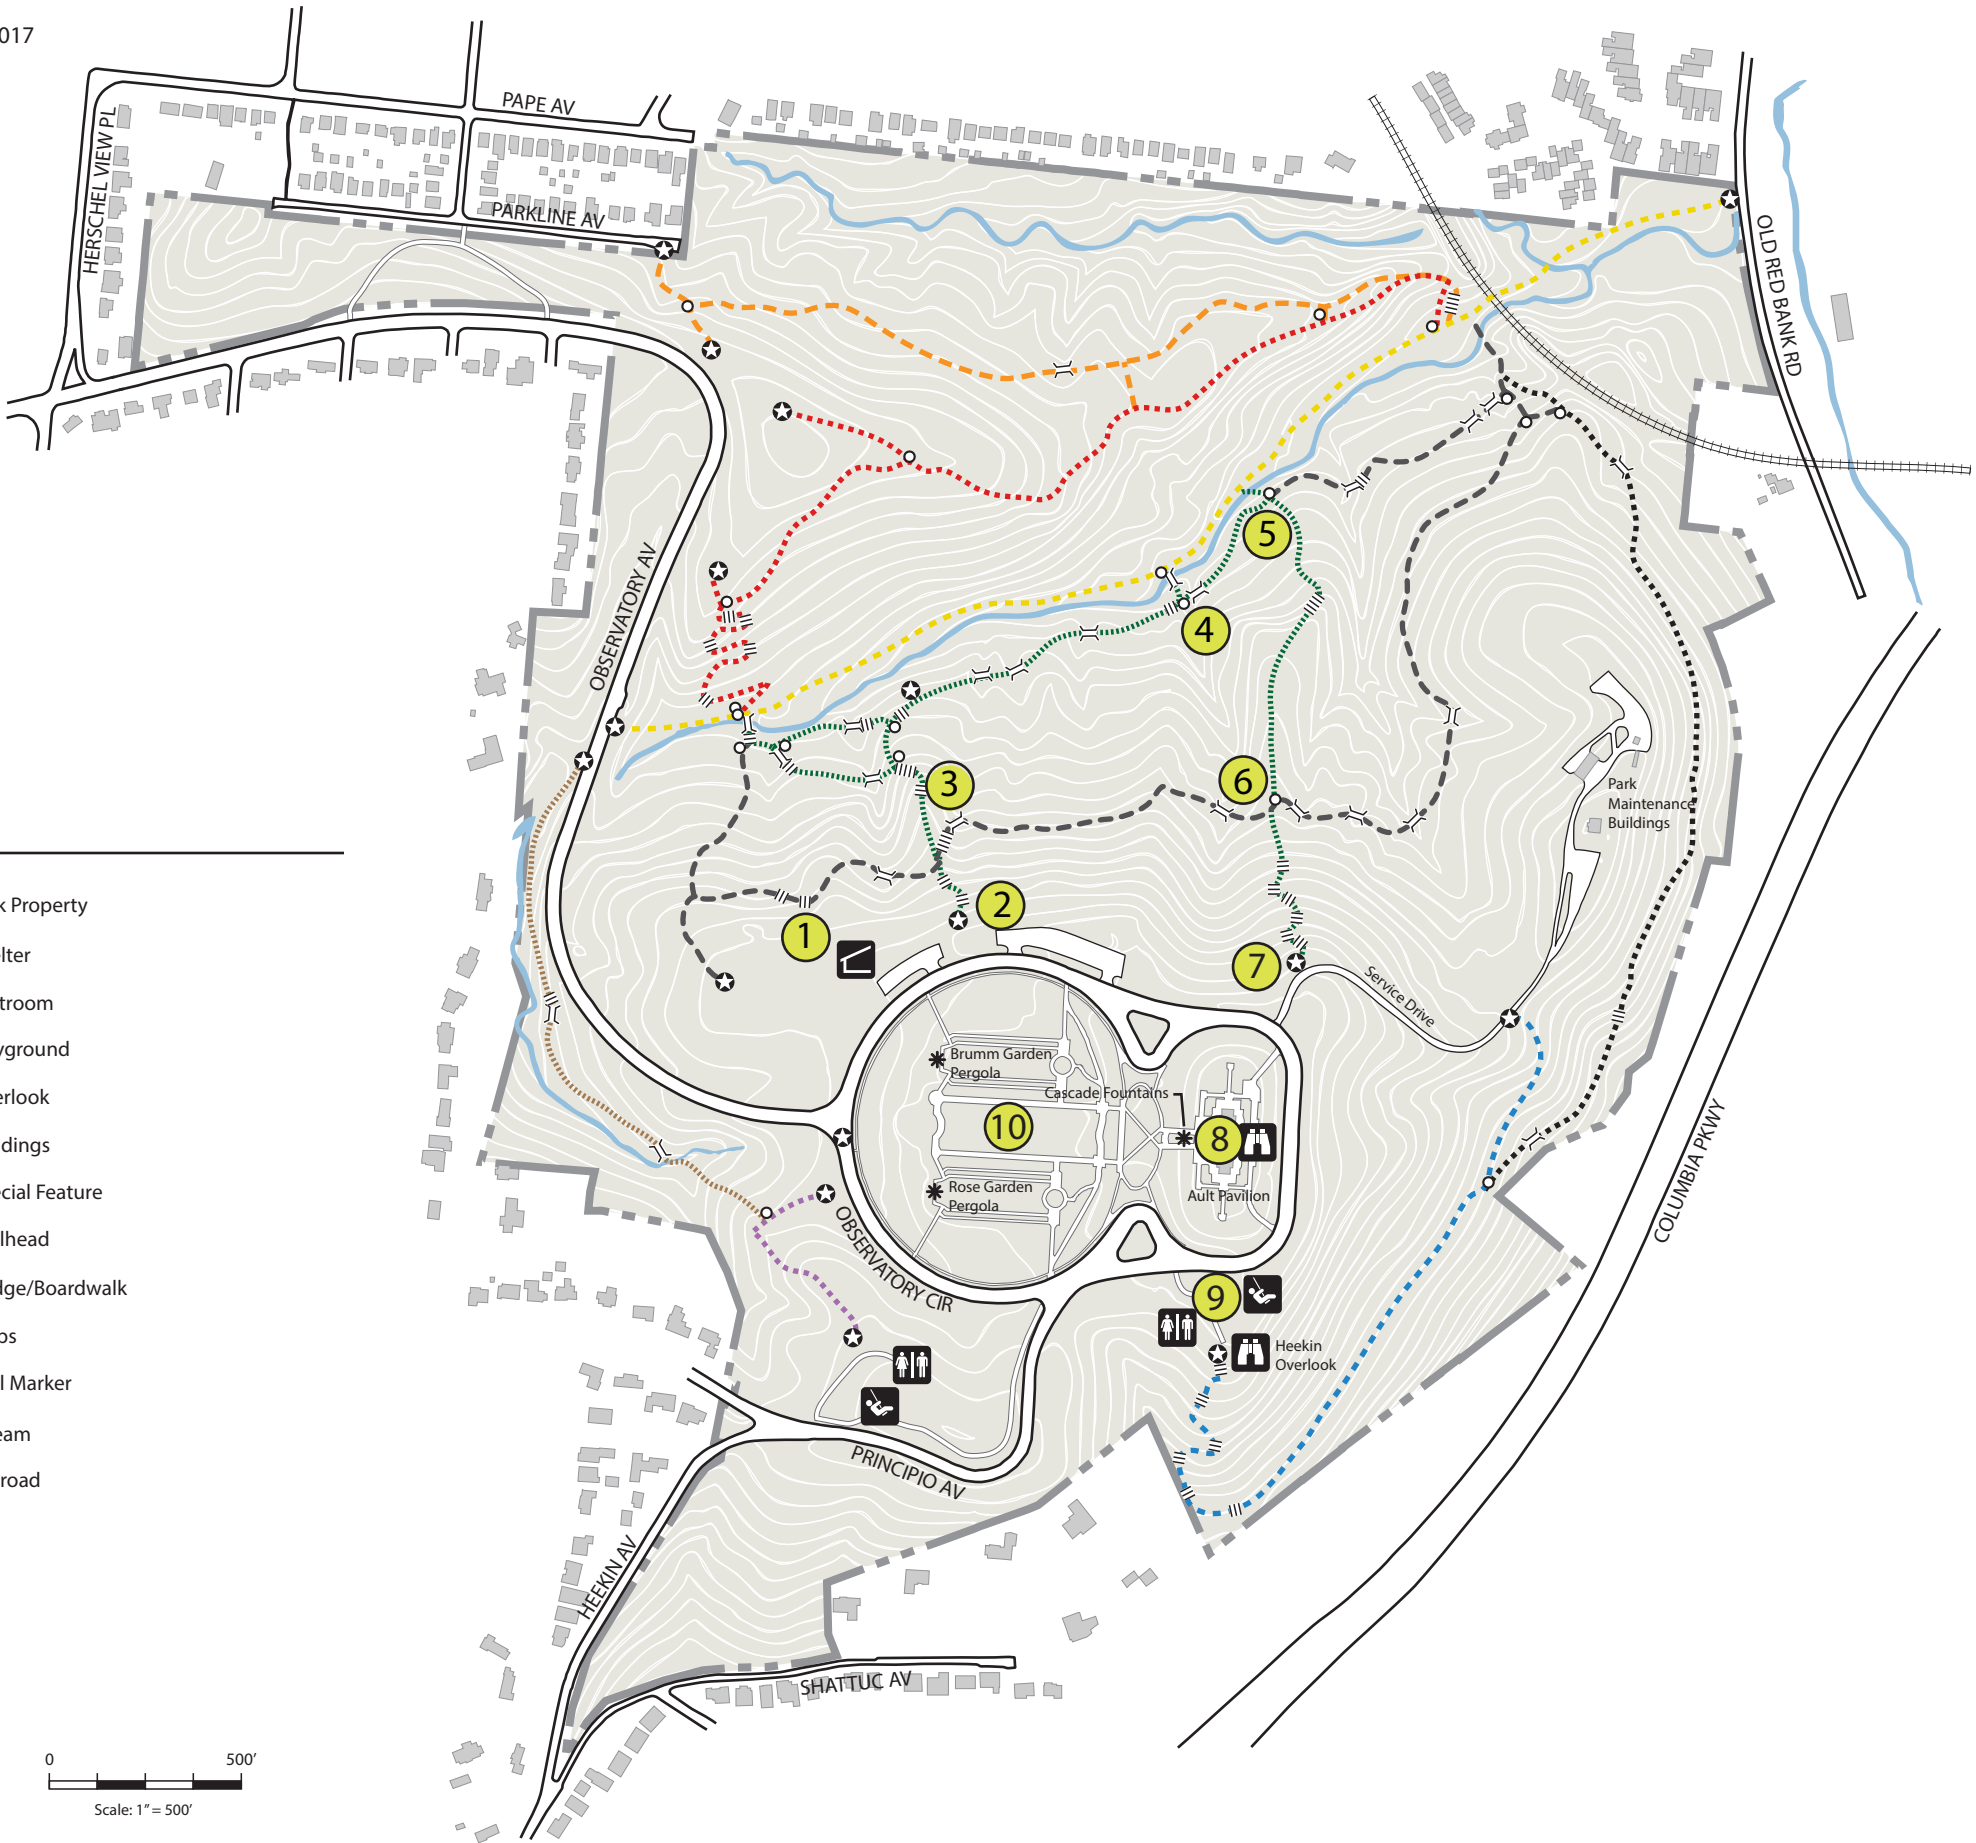 017
PAPE AV
HERSCHEL VIEW PL
PARKLINE AV
OLD RED BANK RD
OBSERVATORY AV
5
4
3
6
Park
Maintenance
Buildings
k Property
lter
troom
yground
erlook
dings
ecial Feature
ilhead
dge/Boardwalk
ps
il Marker
eam
road
1
2
7
Service Drive
Brumm Garden
Pergola
Cascade Fountains
10
8
Rose Garden
Pergola
Ault Pavilion
OBSERVATORY CIR
COLUMBIA PKWY
9
Heekin
Overlook
PRINCIPIO AV
HEEKIN AV
SHATTUC AV
0 500’
Scale: 1” = 500’